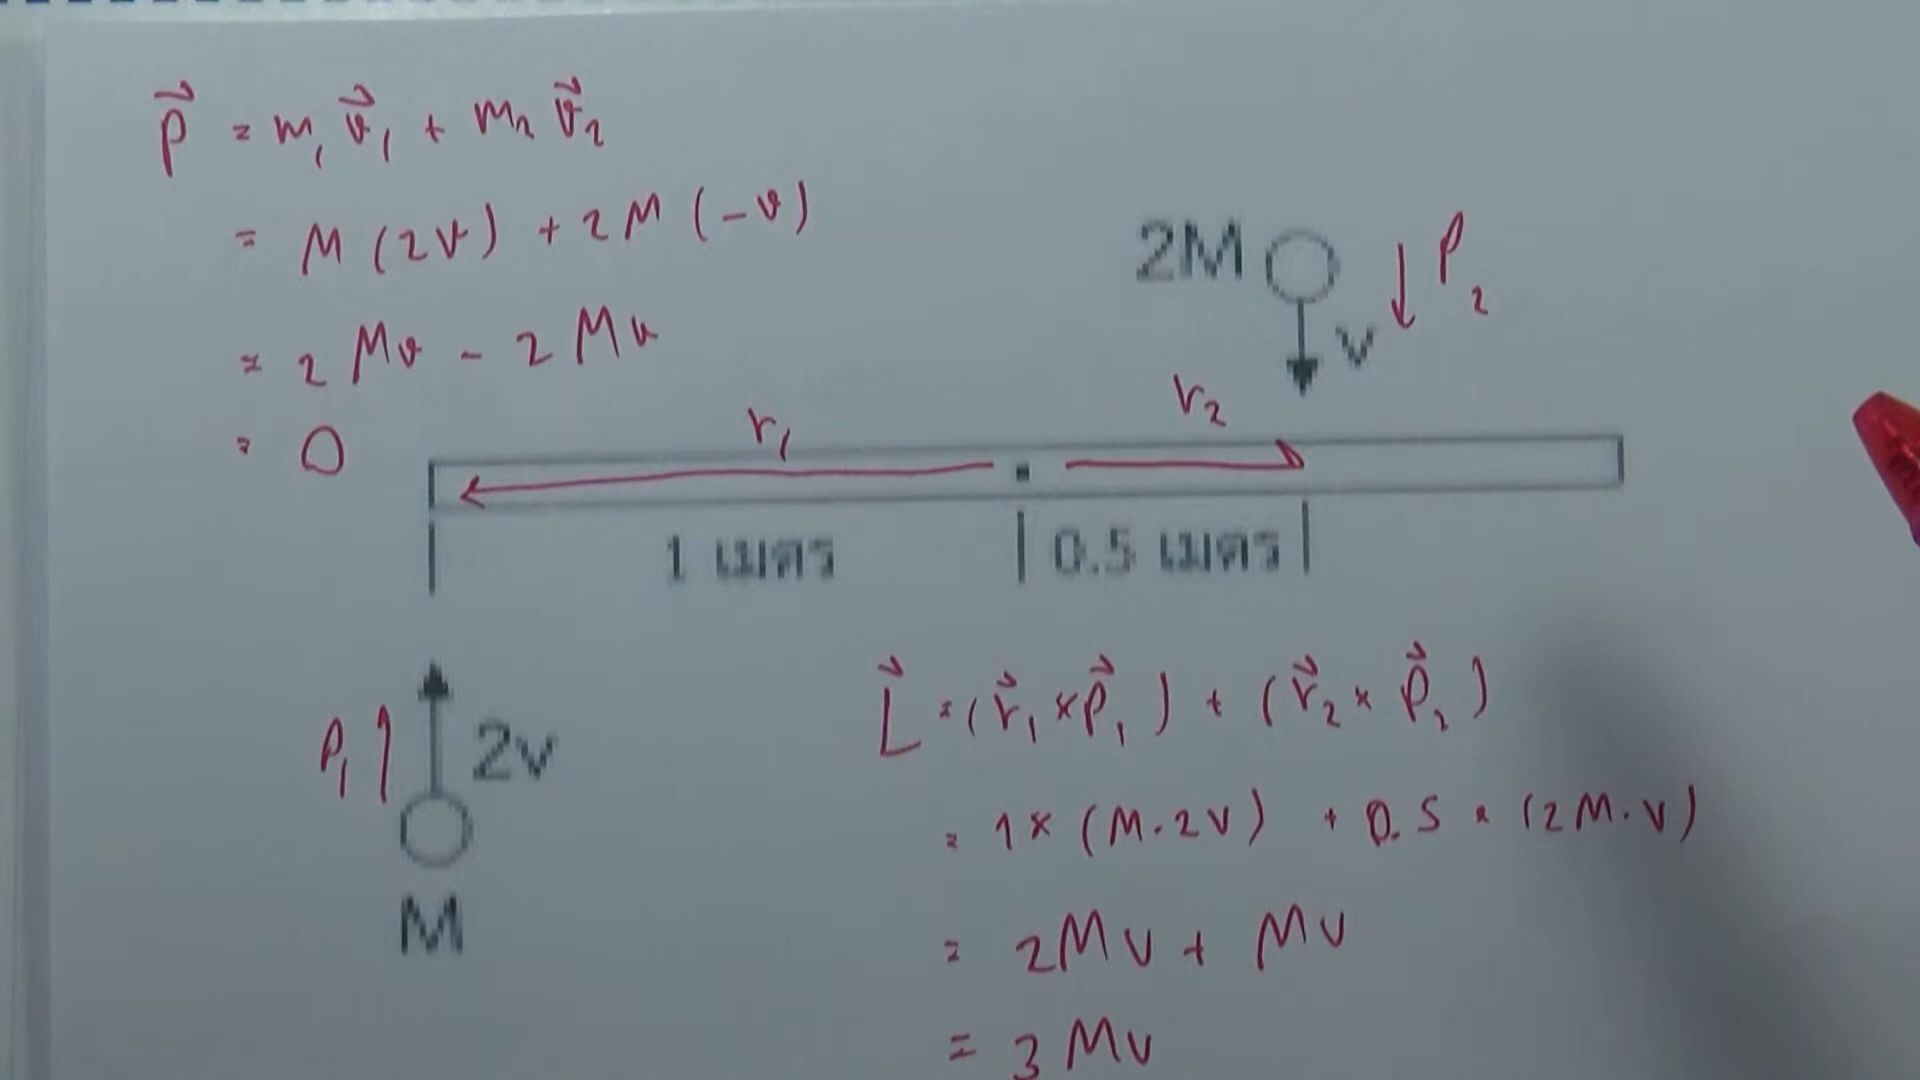 p⃗ = m₁v⃗₁ + m₂v⃗₂
= M(2v) + 2M(-v)
= 2Mv - 2Mv
= 0
2M
P₂
v
r₁
r₂
1 เมตร
0.5 เมตร
P₁
2v
M
L⃗ = (r⃗₁ × p⃗₁) + (r⃗₂ × p⃗₂)
= 1 × (M.2v) + 0.5 × (2M.v)
= 2Mv + Mv
= 3Mv